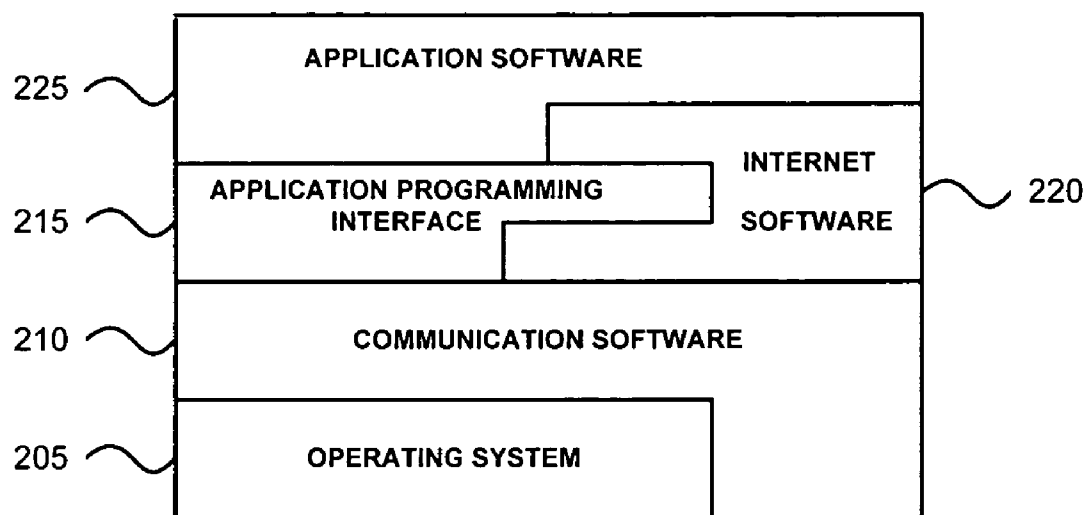 APPLICATION SOFTWARE
225
INTERNET
SOFTWARE
220
APPLICATION PROGRAMMING
INTERFACE
215
210
COMMUNICATION SOFTWARE
205
OPERATING SYSTEM